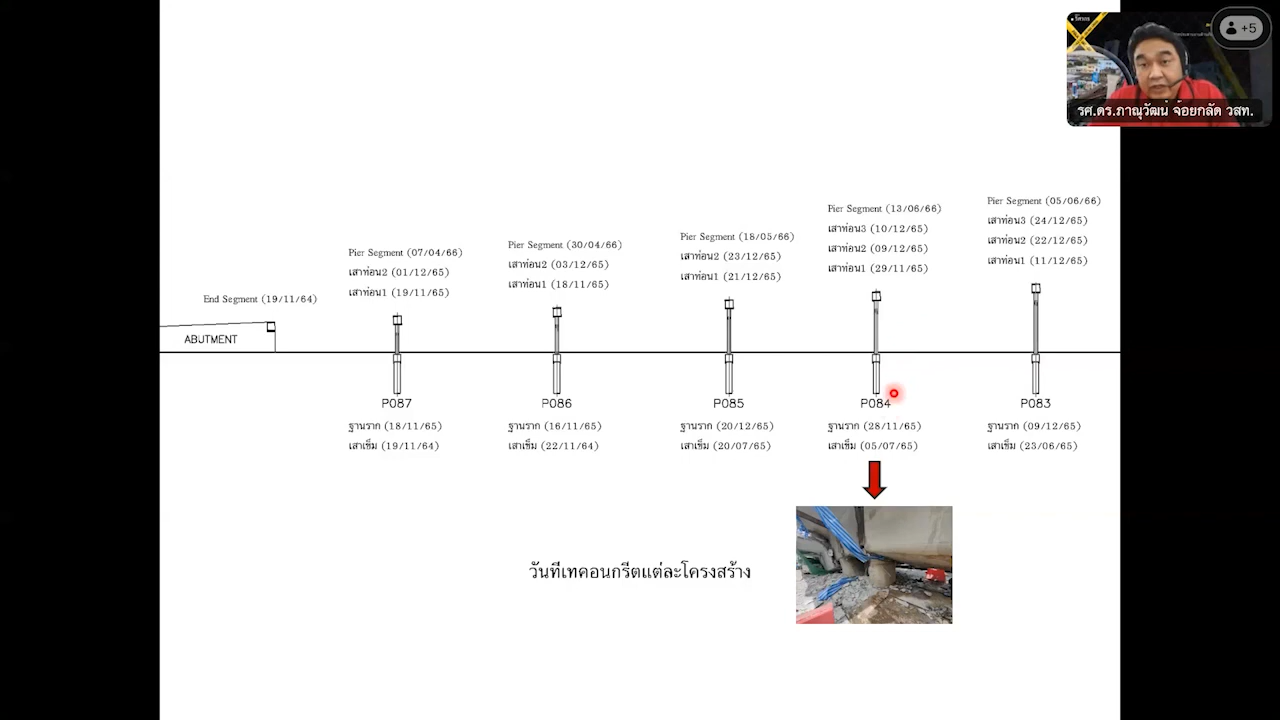 +5
รศ.ดร.ภาณุวัฒน์ จ้อยกลัด วสท.
Pier Segment (05/06/66)
เสาท่อน3 (24/12/65)
เสาท่อน2 (22/12/65)
เสาท่อน1 (11/12/65)
Pier Segment (13/06/66)
เสาท่อน3 (10/12/65)
เสาท่อน2 (09/12/65)
เสาท่อน1 (29/11/65)
Pier Segment (18/05/66)
เสาท่อน2 (23/12/65)
เสาท่อน1 (21/12/65)
Pier Segment (30/04/66)
เสาท่อน2 (03/12/65)
เสาท่อน1 (18/11/65)
Pier Segment (07/04/66)
เสาท่อน2 (01/12/65)
เสาท่อน1 (19/11/65)
End Segment (19/11/64)
ABUTMENT
P087
ฐานราก (18/11/65)
เสาเข็ม (19/11/64)
P086
ฐานราก (16/11/65)
เสาเข็ม (22/11/64)
P085
ฐานราก (20/12/65)
เสาเข็ม (20/07/65)
P084
ฐานราก (28/11/65)
เสาเข็ม (05/07/65)
P083
ฐานราก (09/12/65)
เสาเข็ม (23/06/65)
วันที่เทคอนกรีตแต่ละโครงสร้าง